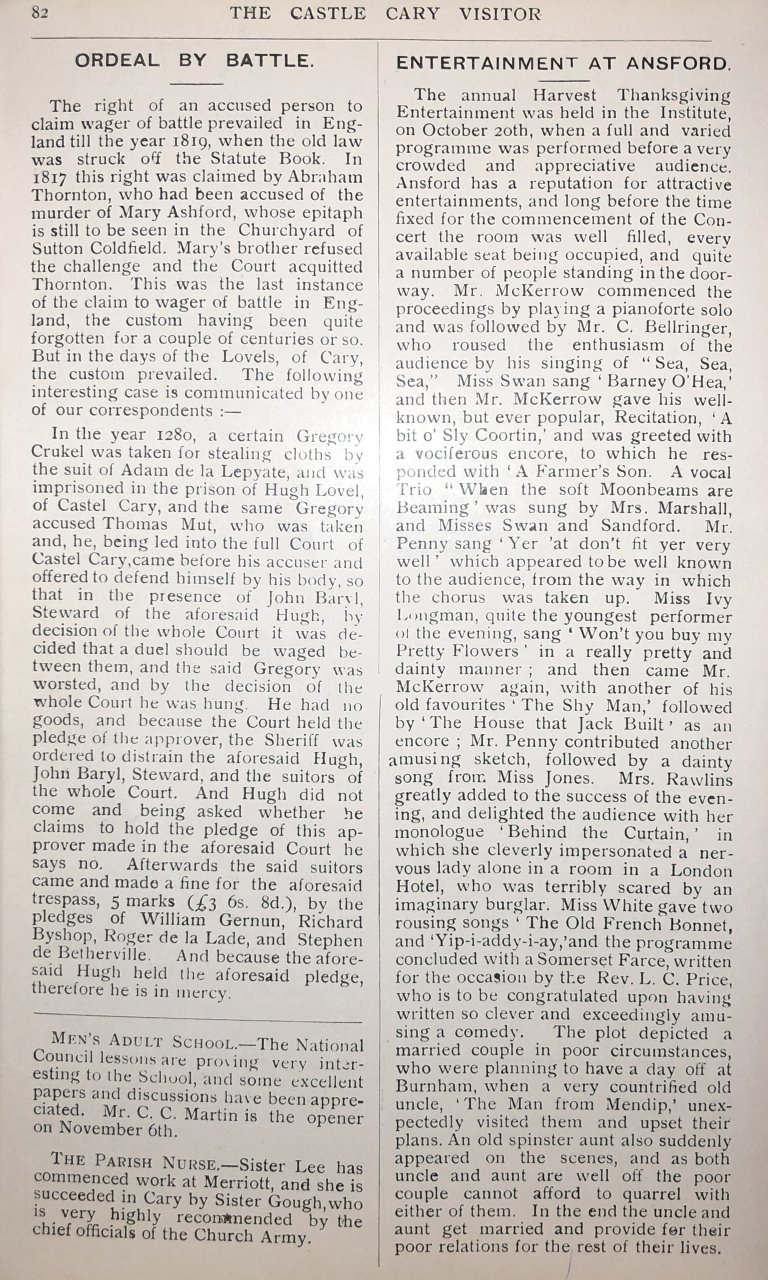 82
THE CASTLE CARY VISITOR
ORDEAL BY BATTLE.
The right of an accused person to
claim wager of battle prevailed in Eng-
land till the year 1819, when the old law
was struck off the Statute Book. In
1817 this right was claimed by Abraham
Thornton, who had been accused of the
murder of Mary Ashford, whose epitaph
is still to be seen in the Churchyard of
Sutton Coldfield. Mary's brother refused
the challenge and the Court acquitted
Thornton. This was the last instance
of the claim to wager of battle in Eng-
land, the custom having been quite
forgotten for a couple of centuries or so.
But in the days of the Lovels, of Cary,
the custom prevailed. The following
interesting case is communicated by one
of our correspondents :—
In the year 1280, a certain Gregory
Crukel was taken for stealing cloths by
the suit of Adam de la Lepyate, and was
imprisoned in the prison of Hugh Lovel,
of Castel Cary, and the same Gregory
accused Thomas Mut, who was taken
and, he, being led into the full Court of
Castel Cary,came before his accuser and
offered to defend himself by his body, so
that in the presence of John Baryl,
Steward of the aforesaid Hugh, by
decision of the whole Court it was de-
cided that a duel should be waged be-
tween them, and the said Gregory was
worsted, and by the decision of the
whole Court he was hung. He had no
goods, and because the Court held the
pledge of the approver, the Sheriff was
ordered to distrain the aforesaid Hugh,
John Baryl, Steward, and the suitors of
the whole Court. And Hugh did not
come and being asked whether he
claims to hold the pledge of this ap-
prover made in the aforesaid Court he
says no. Afterwards the said suitors
came and made a fine for the aforesaid
trespass, 5 marks (£3 6s. 8d.), by the
pledges of William Gernun, Richard
Byshop, Roger de la Lade, and Stephen
de Betherville. And because the afore-
said Hugh held the aforesaid pledge,
therefore he is in mercy.
MEN'S ADULT SCHOOL.—The National
Council lessons are proving very inter-
esting to the School, and some excellent
papers and discussions have been appre-
ciated. Mr. C. C. Martin is the opener
on November 6th.
THE PARISH NURSE.—Sister Lee has
commenced work at Merriott, and she is
succeeded in Cary by Sister Gough,who
is very highly recommended by the
chief officials of the Church Army.
ENTERTAINMENT AT ANSFORD.
The annual Harvest Thanksgiving
Entertainment was held in the Institute,
on October 20th, when a full and varied
programme was performed before a very
crowded and appreciative audience.
Ansford has a reputation for attractive
entertainments, and long before the time
fixed for the commencement of the Con-
cert the room was well filled, every
available seat being occupied, and quite
a number of people standing in the door-
way. Mr. McKerrow commenced the
proceedings by playing a pianoforte solo
and was followed by Mr. C. Bellringer,
who roused the enthusiasm of the
audience by his singing of "Sea, Sea,
Sea," Miss Swan sang 'Barney O'Hea,'
and then Mr. McKerrow gave his well-
known, but ever popular, Recitation, 'A
bit o' Sly Coortin,' and was greeted with
a vociferous encore, to which he res-
ponded with 'A Farmer's Son. A vocal
Trio "When the soft Moonbeams are
Beaming' was sung by Mrs. Marshall,
and Misses Swan and Sandford. Mr.
Penny sang 'Yer 'at don't fit yer very
well' which appeared to be well known
to the audience, from the way in which
the chorus was taken up. Miss Ivy
Longman, quite the youngest performer
of the evening, sang 'Won't you buy my
Pretty Flowers' in a really pretty and
dainty manner ; and then came Mr.
McKerrow again, with another of his
old favourites 'The Shy Man,' followed
by 'The House that Jack Built' as an
encore ; Mr. Penny contributed another
amusing sketch, followed by a dainty
song from Miss Jones. Mrs. Rawlins
greatly added to the success of the even-
ing, and delighted the audience with her
monologue 'Behind the Curtain,' in
which she cleverly impersonated a ner-
vous lady alone in a room in a London
Hotel, who was terribly scared by an
imaginary burglar. Miss White gave two
rousing songs 'The Old French Bonnet,
and 'Yip-i-addy-i-ay,'and the programme
concluded with a Somerset Farce, written
for the occasion by the Rev. L. C. Price,
who is to be congratulated upon having
written so clever and exceedingly amu-
sing a comedy. The plot depicted a
married couple in poor circumstances,
who were planning to have a day off at
Burnham, when a very countrified old
uncle, 'The Man from Mendip,' unex-
pectedly visited them and upset their
plans. An old spinster aunt also suddenly
appeared on the scenes, and as both
uncle and aunt are well off the poor
couple cannot afford to quarrel with
either of them. In the end the uncle and
aunt get married and provide for their
poor relations for the rest of their lives.